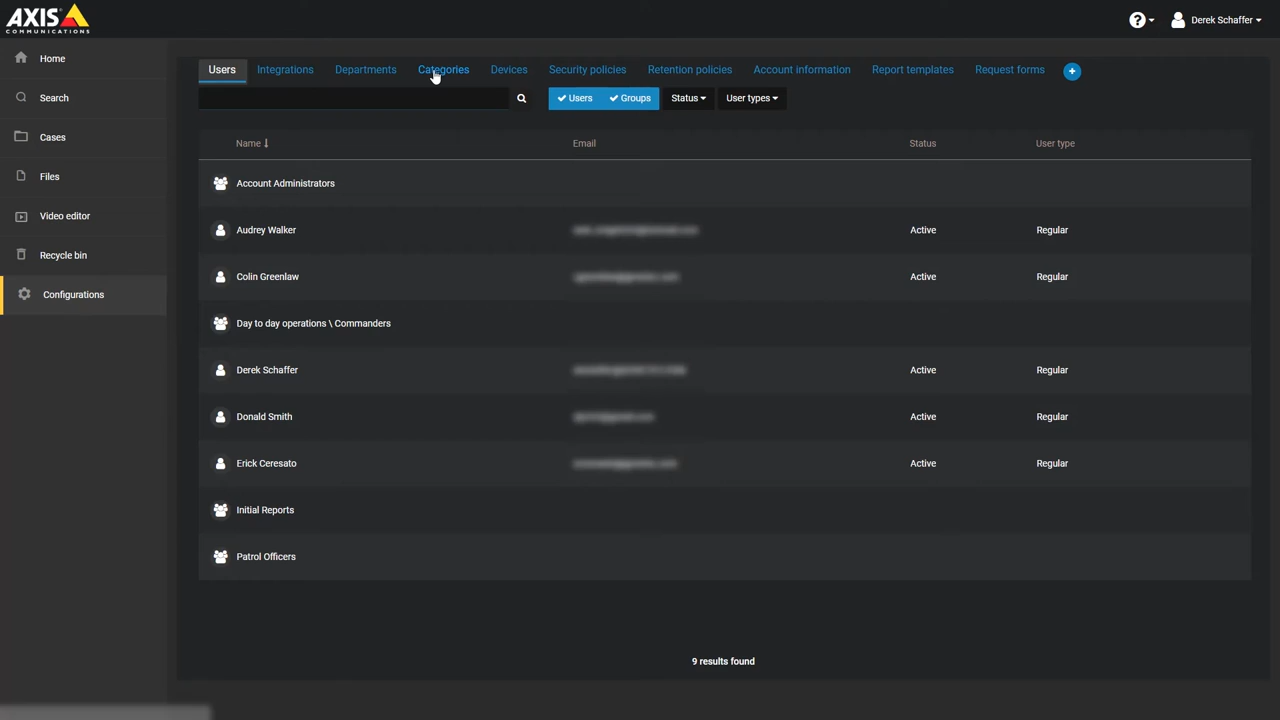 AXIS
COMMUNICATIONS
? Derek Schaffer
Home
Search
Cases
Files
Video editor
Recycle bin
Configurations
Users Integrations Departments Categories Devices Security policies Retention policies Account information Report templates Request forms +
Users Groups Status User types
Name Email Status User type
Account Administrators
Audrey Walker Active Regular
Colin Greenlaw Active Regular
Day to day operations \ Commanders
Derek Schaffer Active Regular
Donald Smith Active Regular
Erick Ceresato Active Regular
Initial Reports
Patrol Officers
9 results found